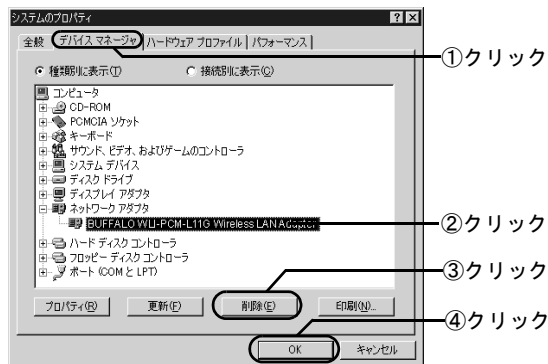 システムのプロパティ
全般 デバイス マネージャ ハードウェア プロファイル パフォーマンス
①クリック
種類別に表示(T) 接続別に表示(C)
コンピュータ
CD-ROM
PCMCIA ソケット
キーボード
サウンド、ビデオ、およびゲームのコントローラ
システム デバイス
ディスク ドライブ
ディスプレイ アダプタ
ネットワーク アダプタ
BUFFALO WLI-PCM-L11G Wireless LAN Adapter
②クリック
ハード ディスク コントローラ
フロッピー ディスク コントローラ
ポート (COM と LPT)
③クリック
プロパティ(R) 更新(F) 削除(E) 印刷(N)...
④クリック
OK キャンセル